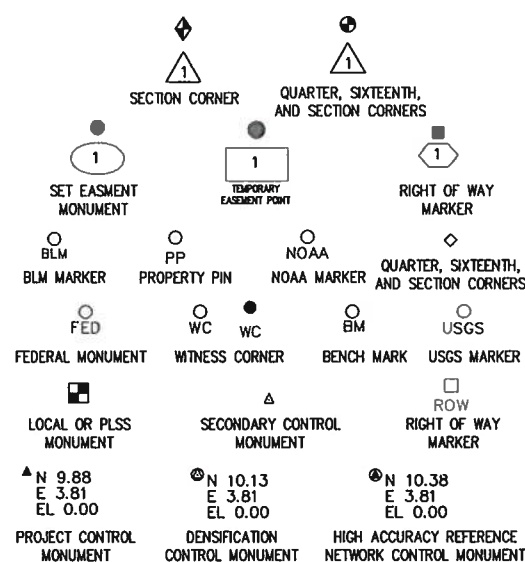 1
1
SECTION CORNER
QUARTER, SIXTEENTH,
AND SECTION CORNERS
1
1
1
SET EASMENT
MONUMENT
TEMPORARY
EASEMENT POINT
RIGHT OF WAY
MARKER
BLM
PP
NOAA
BLM MARKER
PROPERTY PIN
NOAA MARKER
QUARTER, SIXTEENTH,
AND SECTION CORNERS
FED
WC
WC
BM
USGS
FEDERAL MONUMENT
WITNESS CORNER
BENCH MARK
USGS MARKER
ROW
LOCAL OR PLSS
MONUMENT
SECONDARY CONTROL
MONUMENT
RIGHT OF WAY
MARKER
N 9.88
E 3.81
EL 0.00
N 10.13
E 3.81
EL 0.00
N 10.38
E 3.81
EL 0.00
PROJECT CONTROL
MONUMENT
DENSIFICATION
CONTROL MONUMENT
HIGH ACCURACY REFERENCE
NETWORK CONTROL MONUMENT